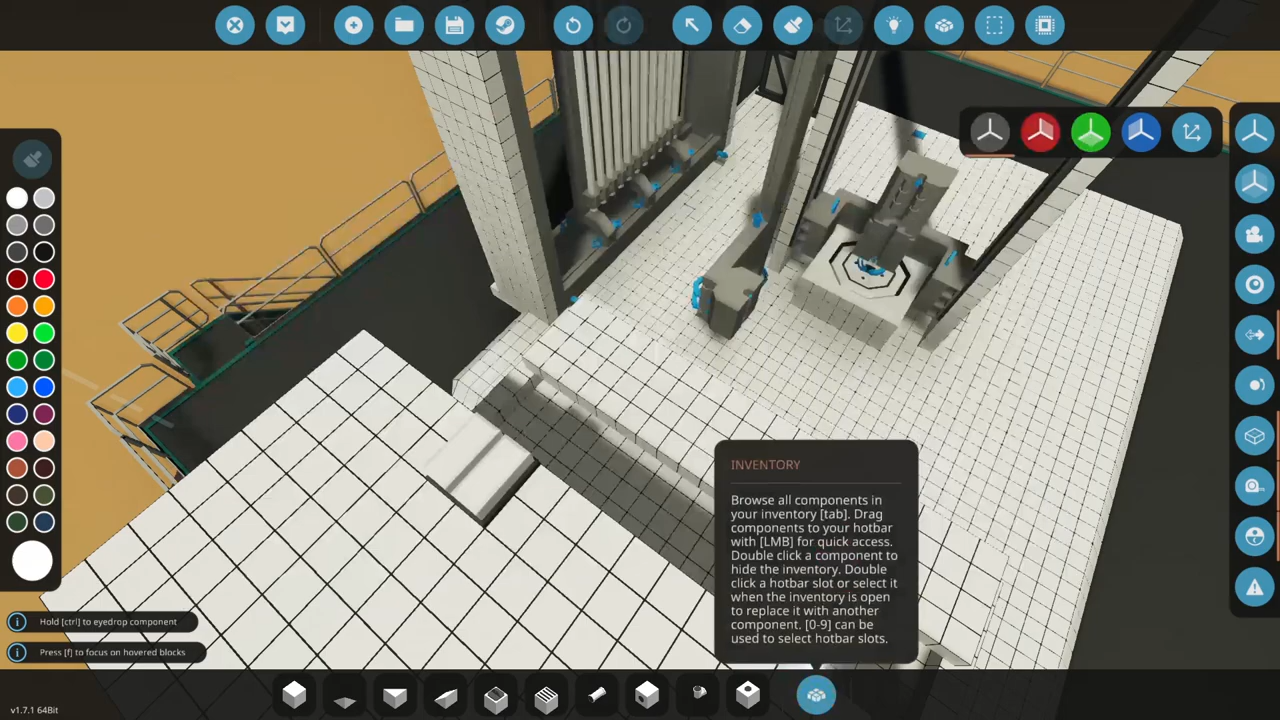 INVENTORY
Browse all components in
your inventory [tab]. Drag
components to your hotbar
with [LMB] for quick access.
Double click a component to
hide the inventory. Double
click a hotbar slot or select it
when the inventory is open
to replace it with another
component. [0-9] can be
used to select hotbar slots.
Hold [ctrl] to eyedrop component
Press [f] to focus on hovered blocks
v1.7.1 64Bit